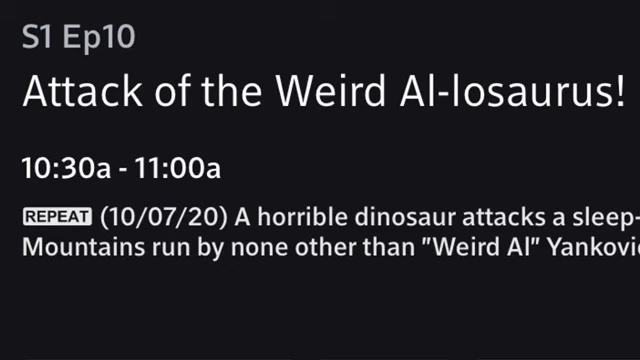 S1 Ep10
Attack of the Weird Al-losaurus!
10:30a - 11:00a
REPEAT (10/07/20) A horrible dinosaur attacks a sleep-
Mountains run by none other than "Weird Al" Yankovi